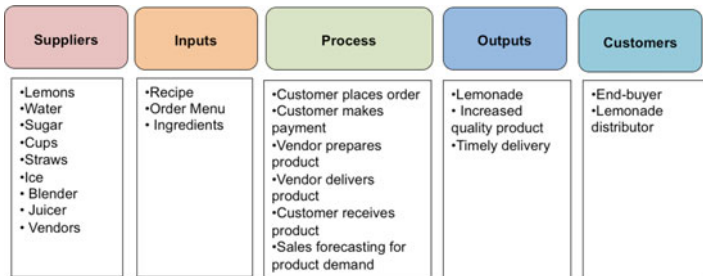 Suppliers
Inputs
Process
Outputs
Customers
•Lemons
•Water
•Sugar
•Cups
•Straws
•Ice
• Blender
• Juicer
• Vendors
•Recipe
•Order Menu
• Ingredients
•Customer places order
•Customer makes
payment
•Vendor prepares
product
•Vendor delivers
product
•Customer receives
product
•Sales forecasting for
product demand
•Lemonade
• Increased
quality product
•Timely delivery
•End-buyer
•Lemonade
distributor